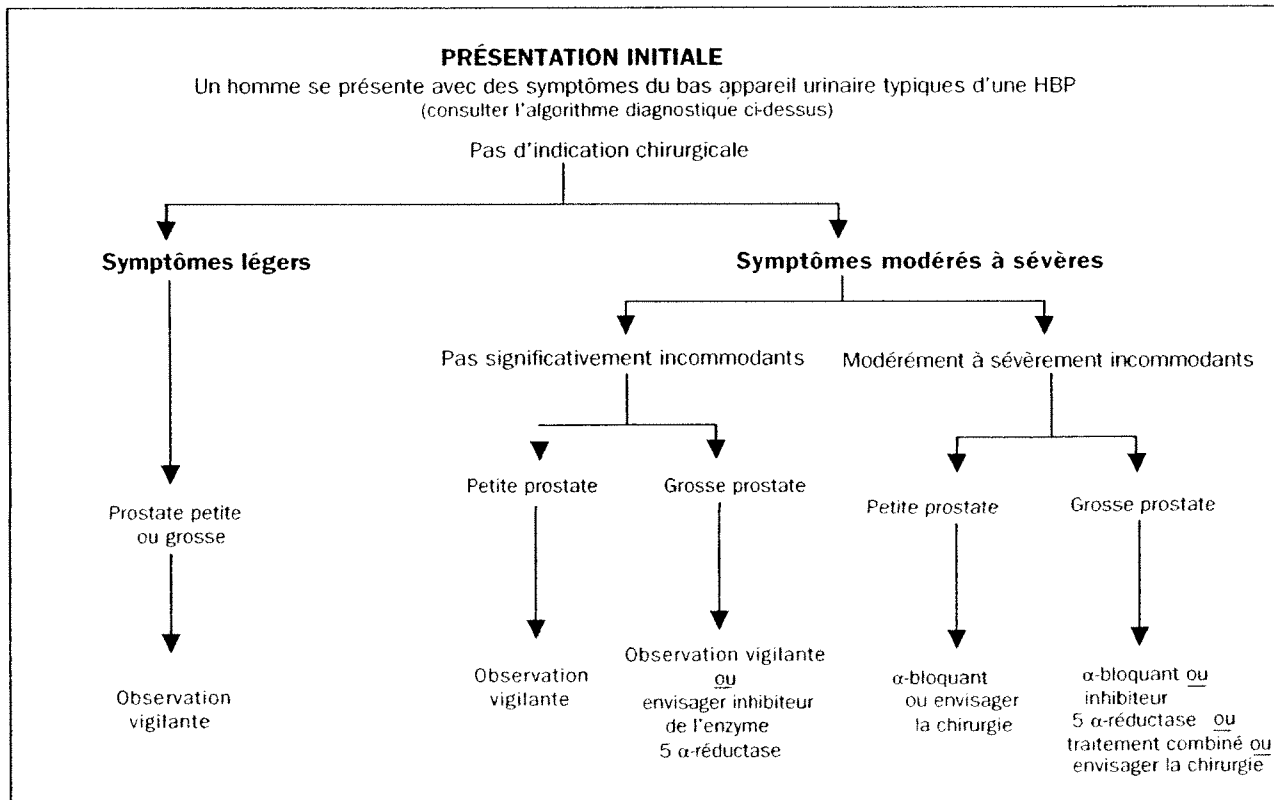 PRÉSENTATION INITIALE
Un homme se présente avec des symptômes du bas appareil urinaire typiques d'une HBP
(consulter l'algorithme diagnostique ci-dessus)
Pas d'indication chirurgicale
Symptômes légers
Symptômes modérés à sévères
Pas significativement incommodants
Modérément à sévèrement incommodants
Prostate petite
ou grosse
Petite prostate
Grosse prostate
Petite prostate
Grosse prostate
Observation
vigilante
Observation
vigilante
Observation vigilante
ou
envisager inhibiteur
de l'enzyme
5 α-réductase
α-bloquant
ou envisager
la chirurgie
α-bloquant ou
inhibiteur
5 α-réductase ou
traitement combiné ou
envisager la chirurgie